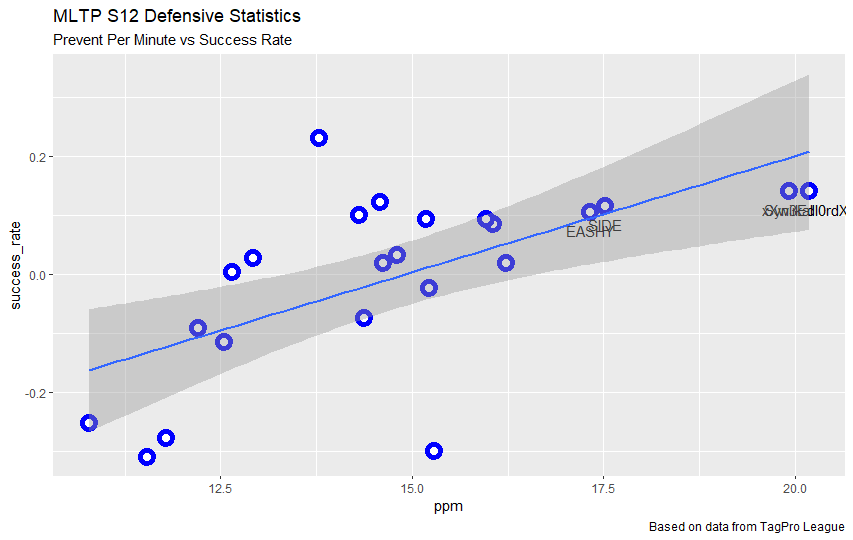 MLTP S12 Defensive Statistics
Prevent Per Minute vs Success Rate
success_rate
0.2
0.0
-0.2
EASHY
SIDE
12.5
15.0
17.5
20.0
ppm
Based on data from TagPro League